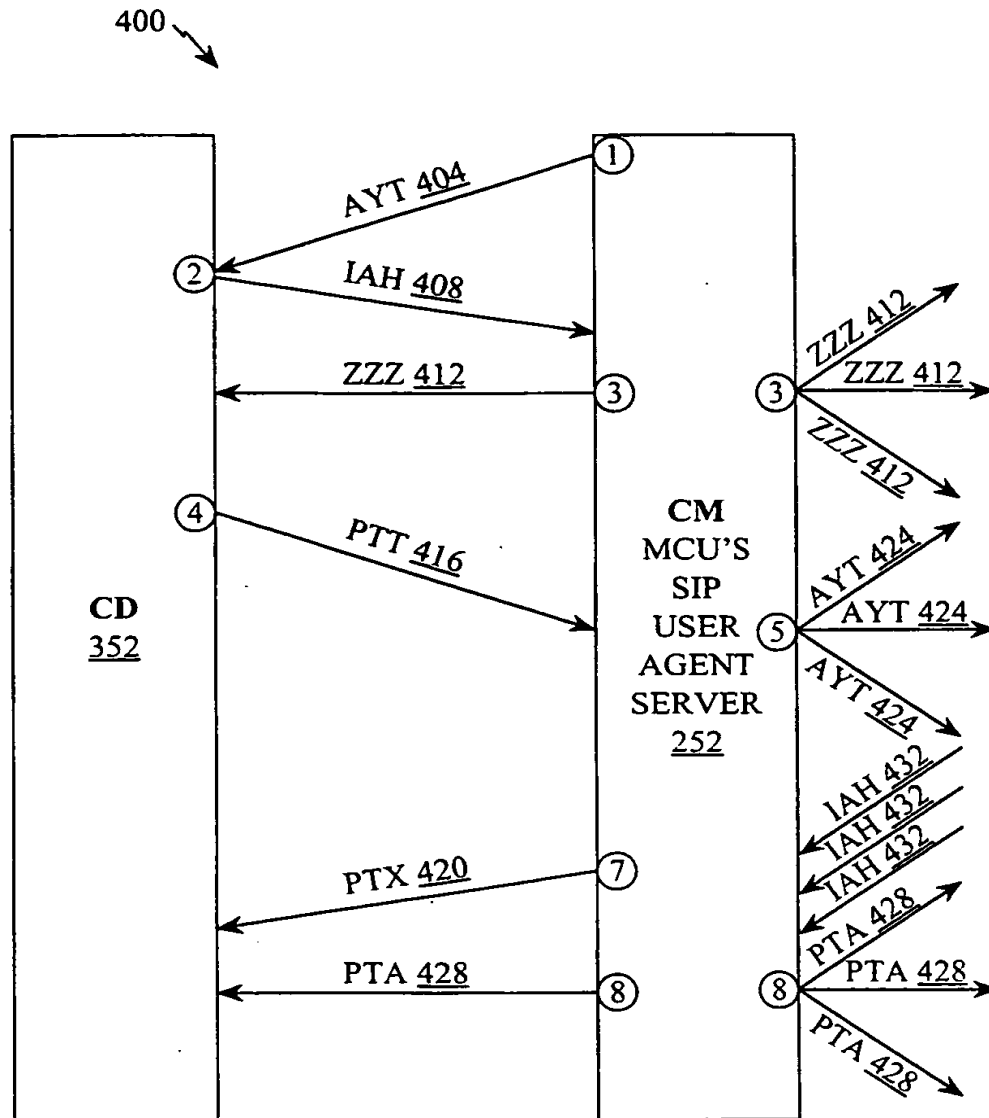 400
1
AYT 404
2
IAH 408
ZZZ 412
3
3
ZZZ 412
ZZZ 412
ZZZ 412
4
PTT 416
CD
352
CM
MCU'S
SIP
USER
AGENT
SERVER
252
5
AYT 424
AYT 424
AYT 424
IAH 432
IAH 432
IAH 432
PTX 420
7
PTA 428
8
8
PTA 428
PTA 428
PTA 428